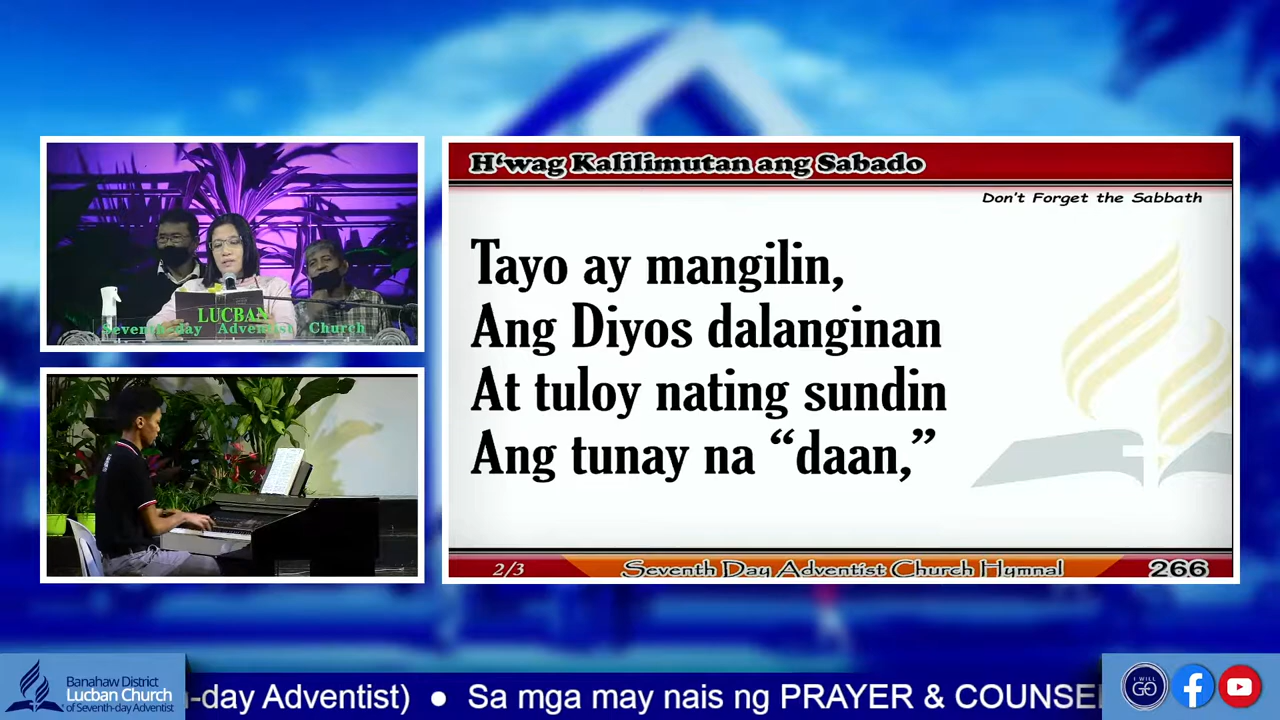 LUCBAN
Seventh-day Adventist Church
H'wag Kalilimutan ang Sabado
Don't Forget the Sabbath
Tayo ay mangilin,
Ang Diyos dalanginan
At tuloy nating sundin
Ang tunay na “daan,”
2/3
Seventh Day Adventist Church Hymnal
266
Banahaw District
Lucban Church
of Seventh-day Adventist
-day Adventist) ● Sa mga may nais ng PRAYER & COUNSE
I WILL
GO